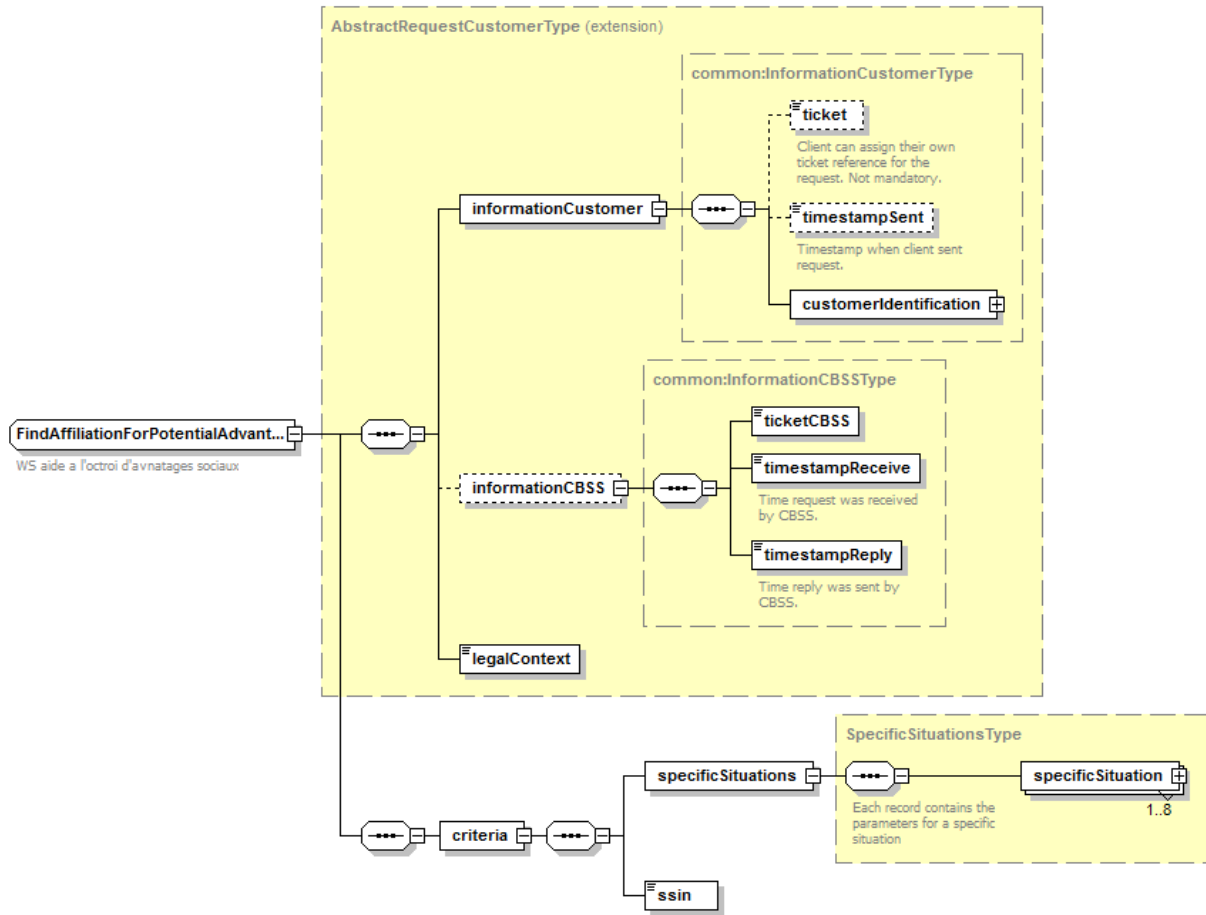 AbstractRequestCustomerType (extension)
common:InformationCustomerType
ticket
Client can assign their own
ticket reference for the
request. Not mandatory.
informationCustomer
timestampSent
Timestamp when client sent
request.
customerIdentification
common:InformationCBSSType
ticketCBSS
FindAffiliationForPotentialAdvant...
WS aide a l'octroi d'avnatages sociaux
timestampReceive
Time request was received
by CBSS.
informationCBSS
timestampReply
Time reply was sent by
CBSS.
legalContext
SpecificSituationsType
specificSituations
specificSituation
1..8
Each record contains the
parameters for a specific
situation
criteria
ssin